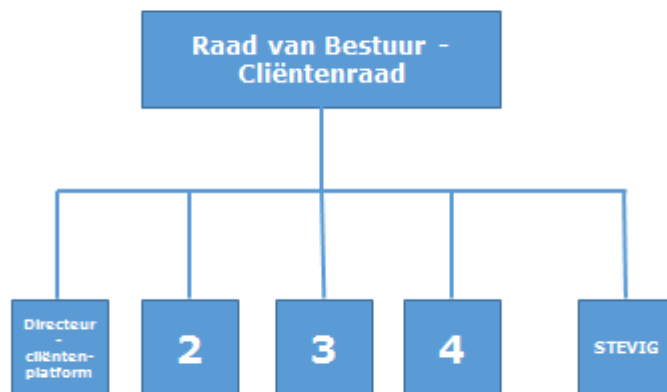 Raad van Bestuur -
Cliëntenraad
Directeur
-
cliënten-
platform
2
3
4
STEVIG